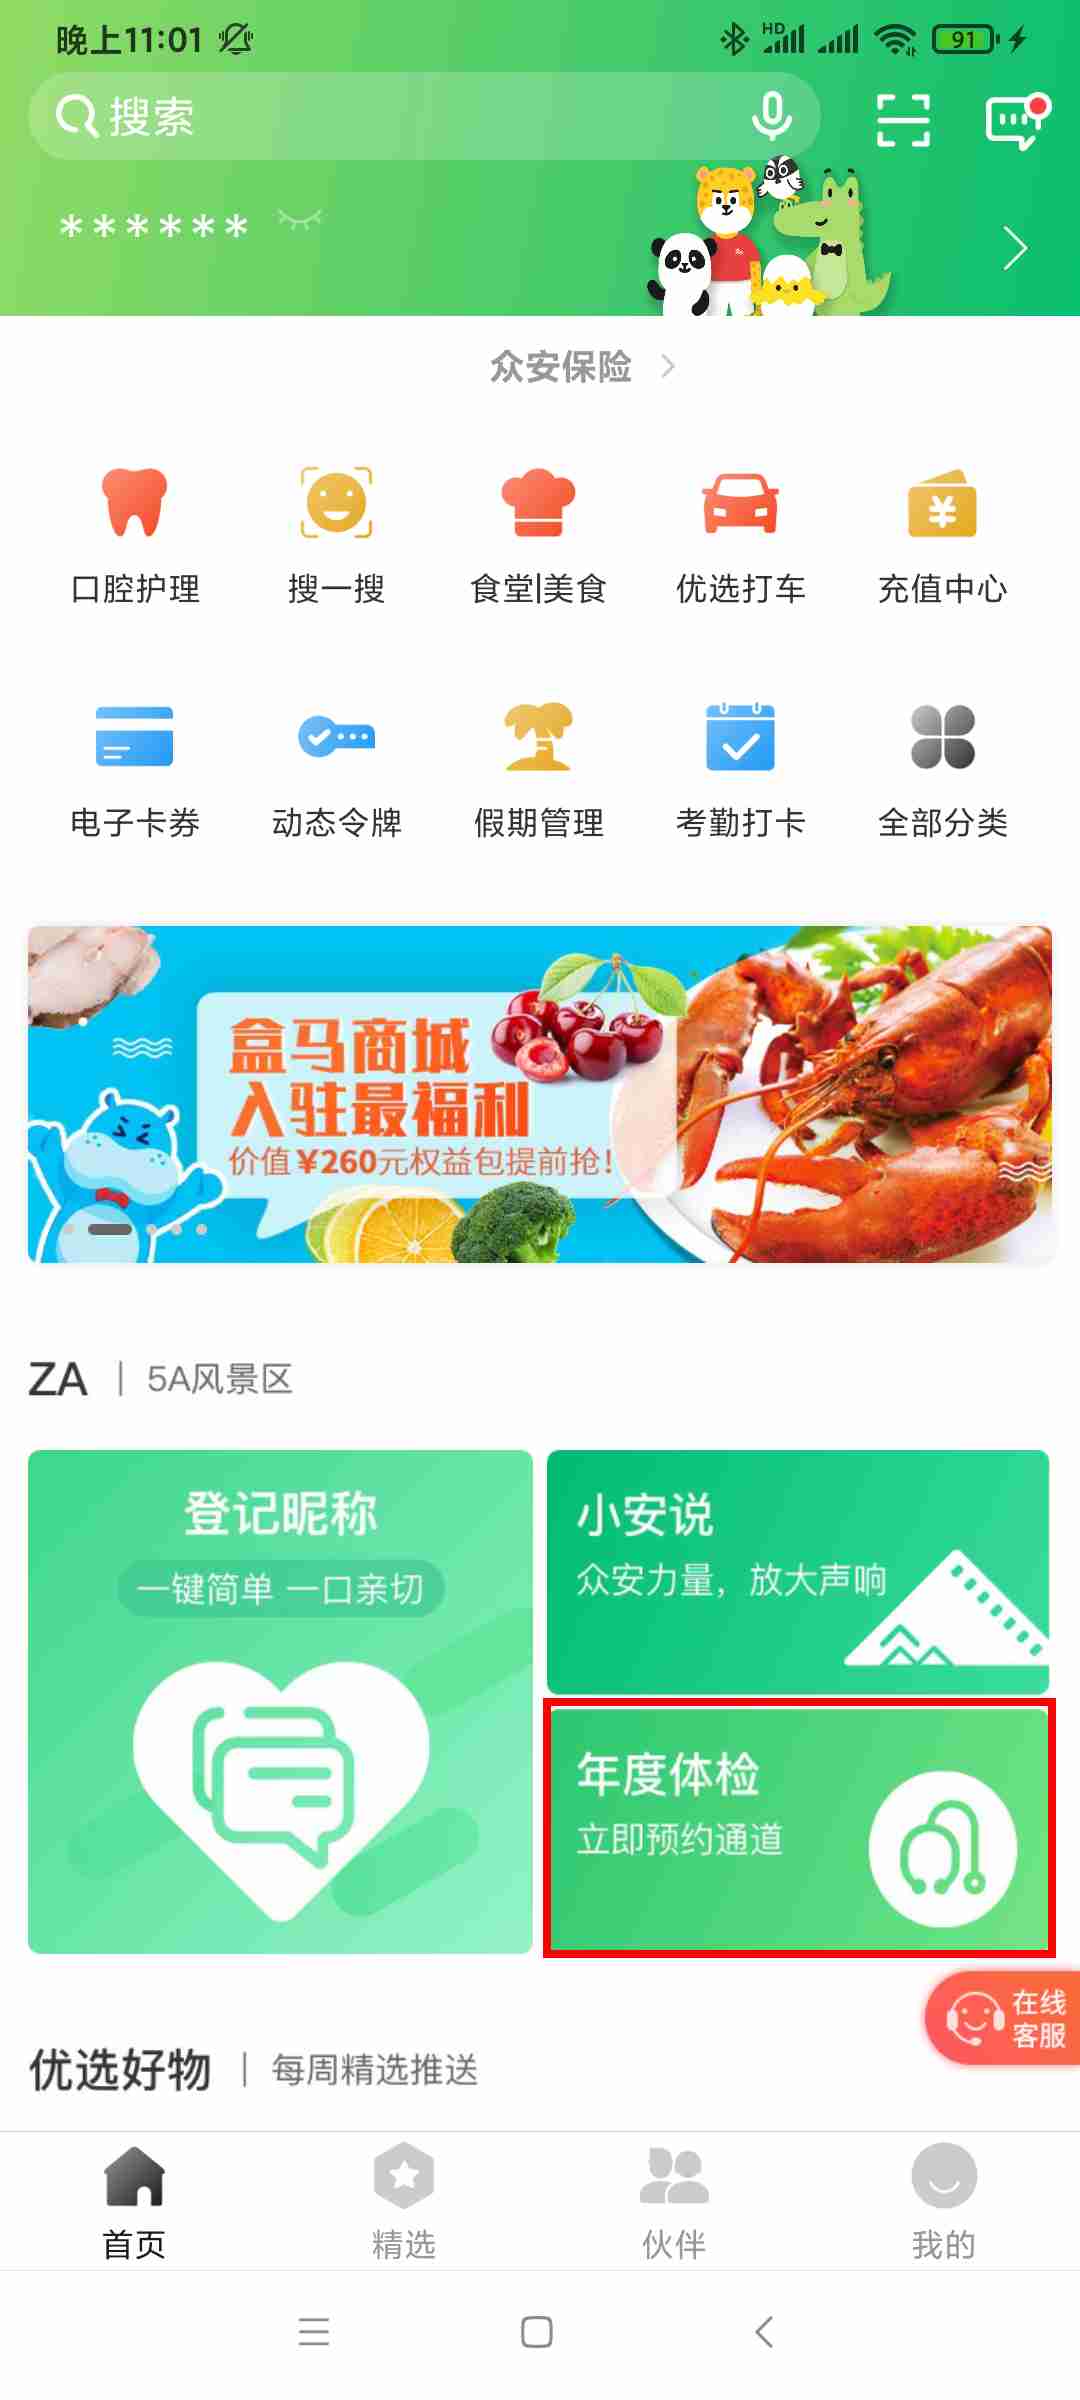 晚上11:01
HD
91
搜索
******
众安保险
口腔护理
搜一搜
食堂|美食
优选打车
充值中心
电子卡券
动态令牌
假期管理
考勤打卡
全部分类
盒马商城
入驻最福利
价值¥260元权益包提前抢!
ZA | 5A风景区
登记昵称
一键简单 一口亲切
小安说
众安力量，放大声响
年度体检
立即预约通道
在线
客服
优选好物 | 每周精选推送
首页
精选
伙伴
我的